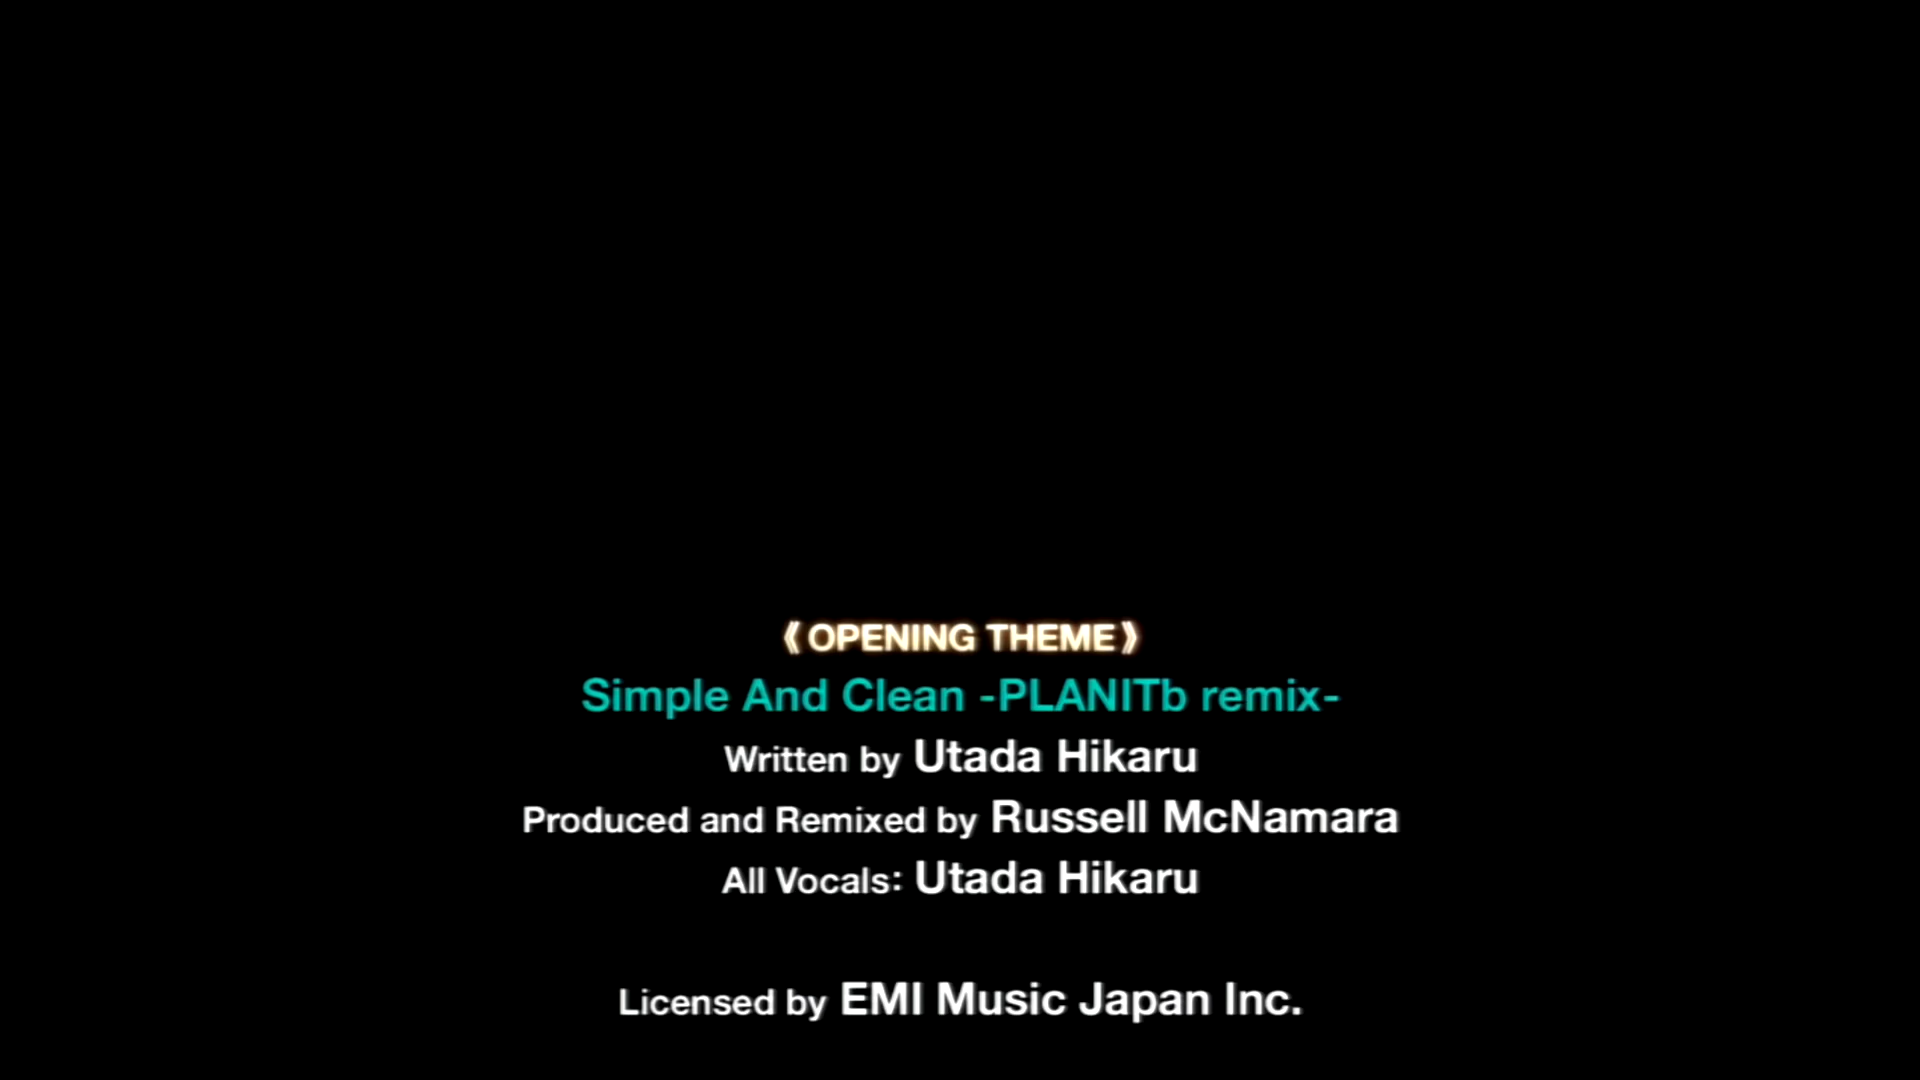 《OPENING THEME》
Simple And Clean -PLANITb remix-
Written by Utada Hikaru
Produced and Remixed by Russell McNamara
All Vocals: Utada Hikaru
Licensed by EMI Music Japan Inc.